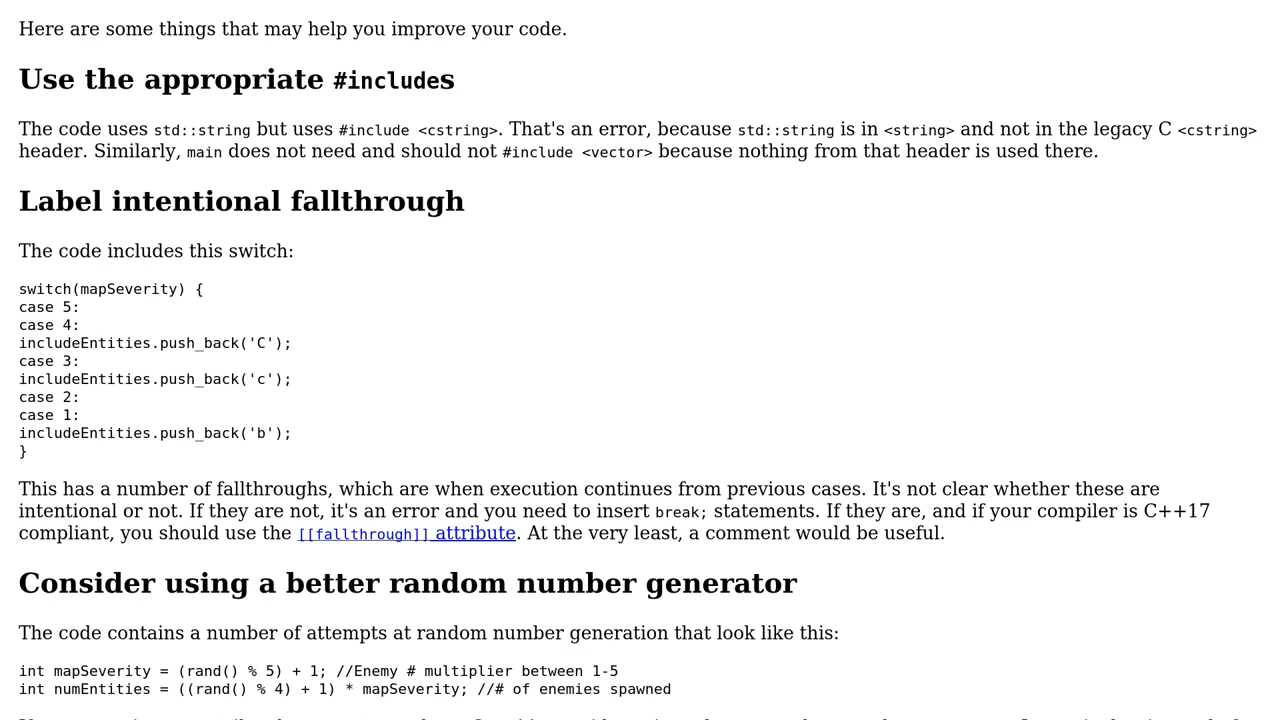 Here are some things that may help you improve your code.
Use the appropriate #includes
The code uses std::string but uses #include <cstring>. That's an error, because std::string is in <string> and not in the legacy C <cstring>
header. Similarly, main does not need and should not #include <vector> because nothing from that header is used there.
Label intentional fallthrough
The code includes this switch:
switch(mapSeverity) {
case 5:
case 4:
includeEntities.push_back('C');
case 3:
includeEntities.push_back('c');
case 2:
case 1:
includeEntities.push_back('b');
}
This has a number of fallthroughs, which are when execution continues from previous cases. It's not clear whether these are
intentional or not. If they are not, it's an error and you need to insert break; statements. If they are, and if your compiler is C++17
compliant, you should use the [[fallthrough]] attribute. At the very least, a comment would be useful.
Consider using a better random number generator
The code contains a number of attempts at random number generation that look like this:
int mapSeverity = (rand() % 5) + 1; //Enemy # multiplier between 1-5
int numEntities = ((rand() % 4) + 1) * mapSeverity; //# of enemies spawned